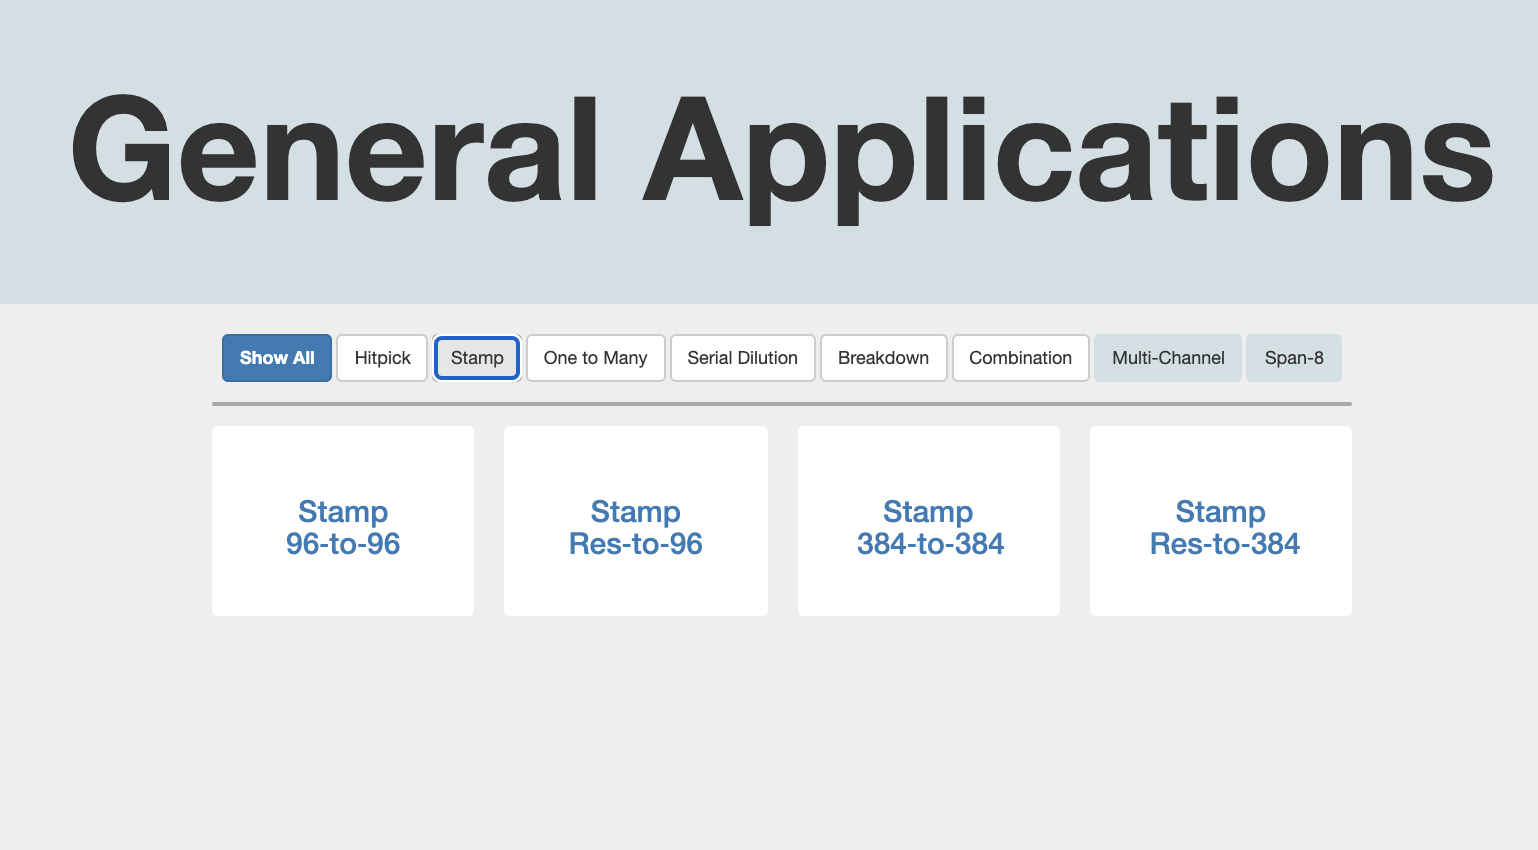 General Applications
Show All Hitpick Stamp One to Many Serial Dilution Breakdown Combination Multi-Channel Span-8
Stamp
96-to-96
Stamp
Res-to-96
Stamp
384-to-384
Stamp
Res-to-384